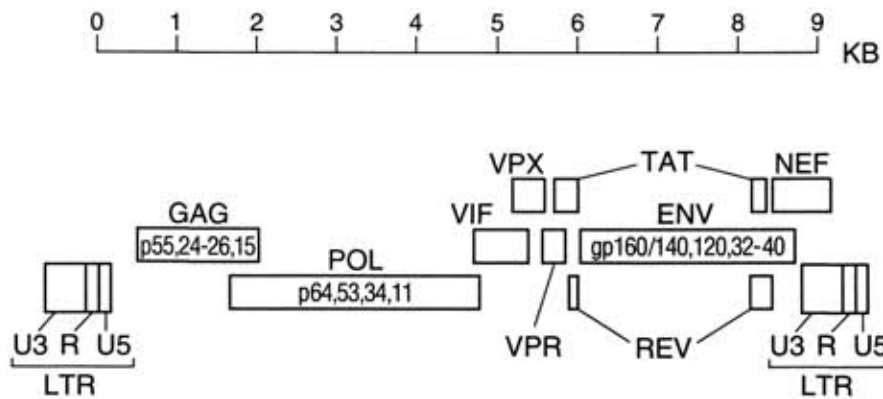 0 1 2 3 4 5 6 7 8 9 KB
VPX TAT NEF
GAG VIF ENV
p55,24-26,15 gp160/140,120,32-40
POL
p64,53,34,11
U3 R U5 VPR REV U3 R U5
LTR LTR